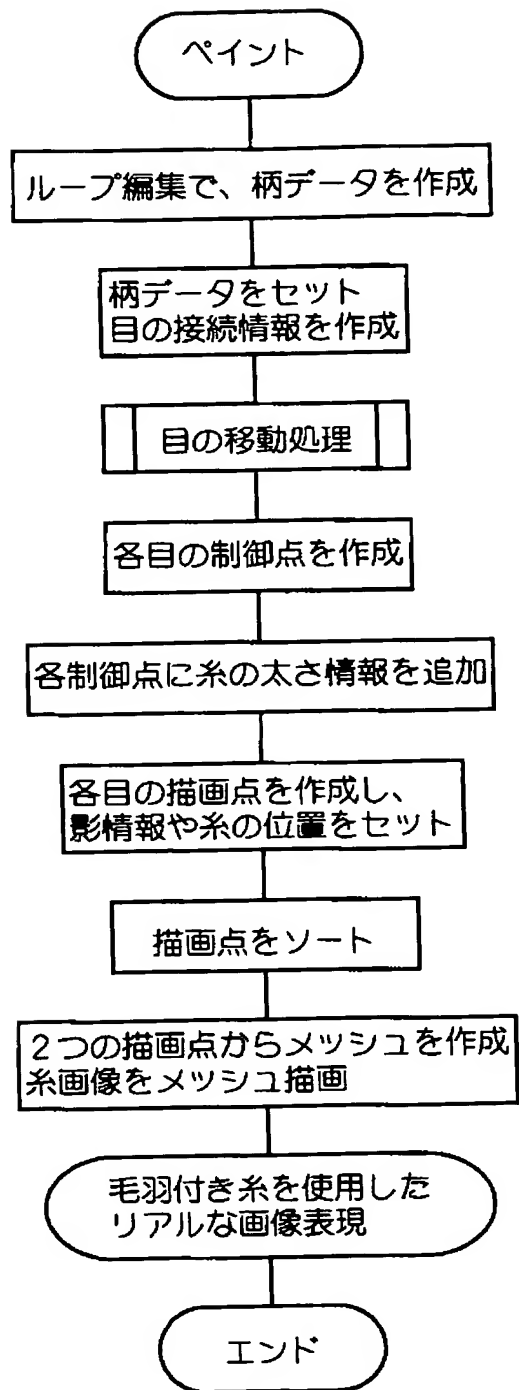 ペイント
ループ編集で、柄データを作成
柄データをセット
目の接続情報を作成
目の移動処理
各目の制御点を作成
各制御点に糸の太さ情報を追加
各目の描画点を作成し、
影情報や糸の位置をセット
描画点をソート
２つの描画点からメッシュを作成
糸画像をメッシュ描画
毛羽付き糸を使用した
リアルな画像表現
エンド